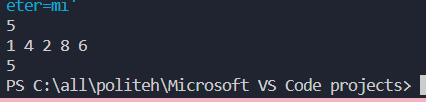 eter=mi'
5
1 4 2 8 6
5
PS C:\all\politeh\Microsoft VS Code projects>